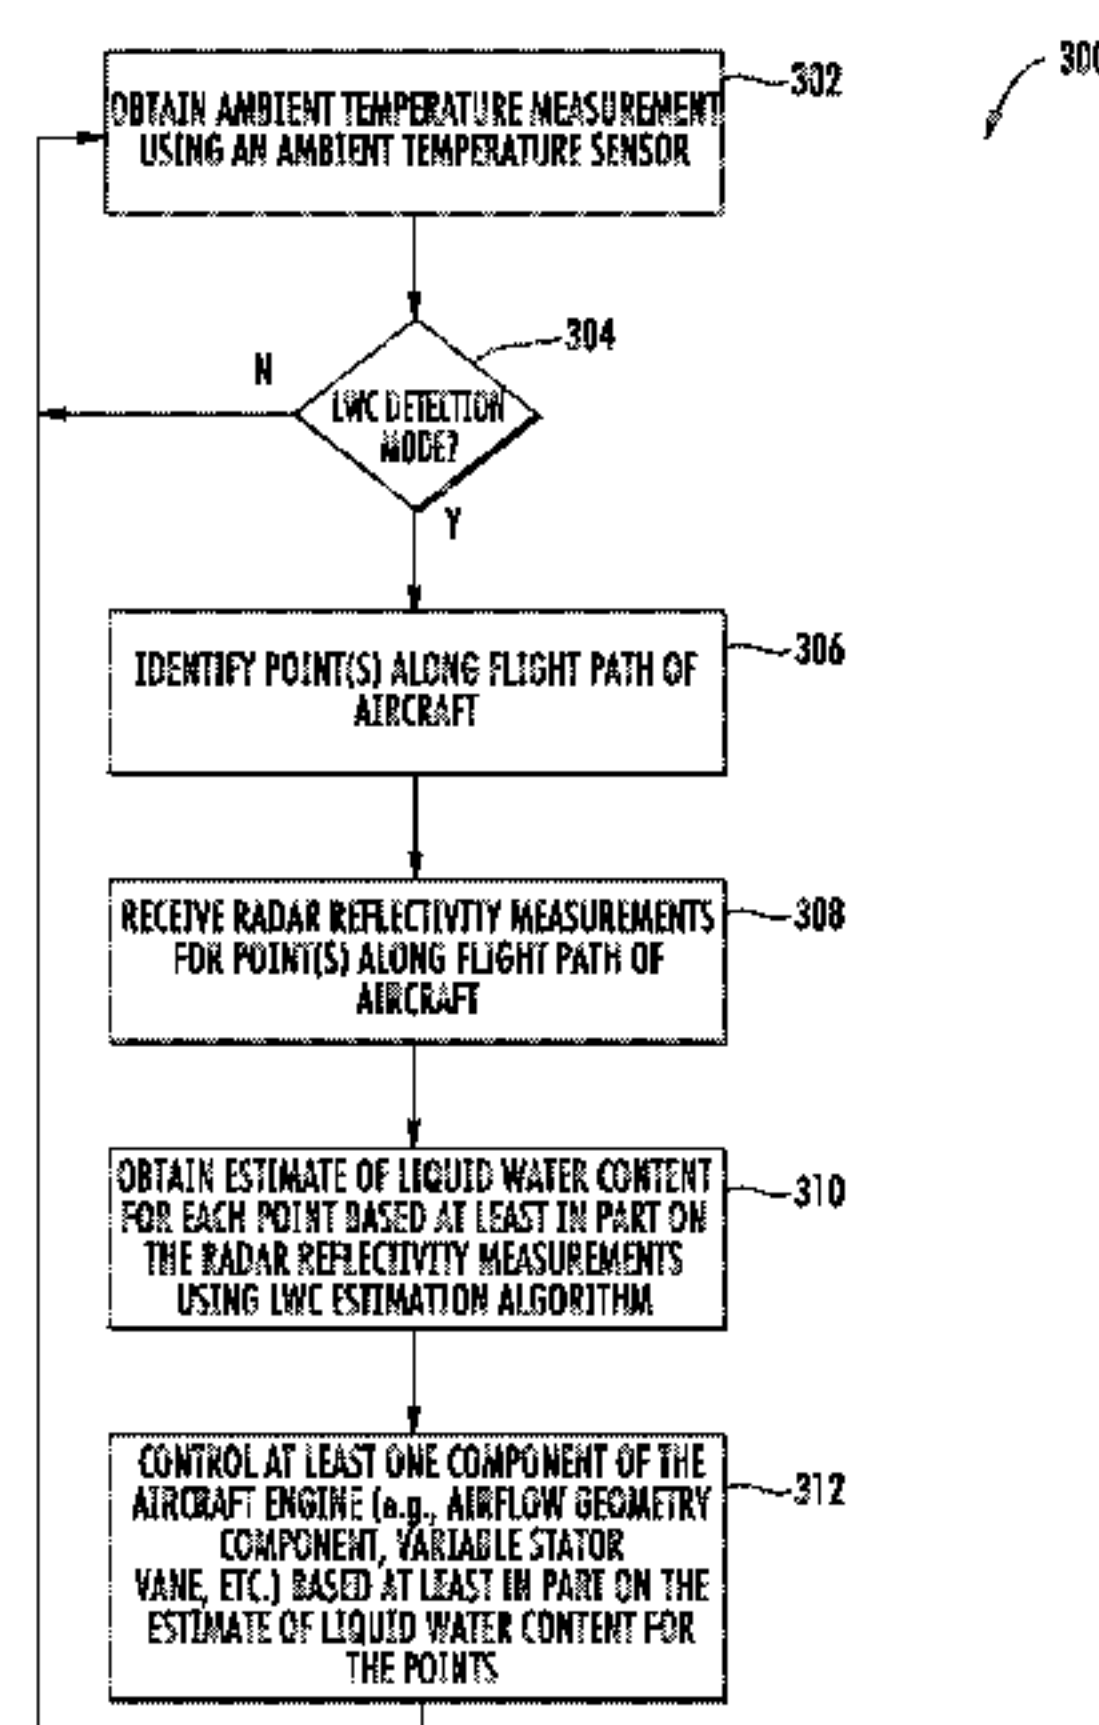 302
300
OBTAIN AMBIENT TEMPERATURE MEASUREMENT
USING AN AMBIENT TEMPERATURE SENSOR
304
N
LWC DETECTION
MODE?
Y
306
IDENTIFY POINT(S) ALONG FLIGHT PATH OF
AIRCRAFT
308
RECEIVE RADAR REFLECTIVITY MEASUREMENTS
FOR POINT(S) ALONG FLIGHT PATH OF
AIRCRAFT
310
OBTAIN ESTIMATE OF LIQUID WATER CONTENT
FOR EACH POINT BASED AT LEAST IN PART ON
THE RADAR REFLECTIVITY MEASUREMENTS
USING LWC ESTIMATION ALGORITHM
312
CONTROL AT LEAST ONE COMPONENT OF THE
AIRCRAFT ENGINE (e.g., AIRFLOW GEOMETRY
COMPONENT, VARIABLE STATOR
VANE, ETC.) BASED AT LEAST IN PART ON THE
ESTIMATE OF LIQUID WATER CONTENT FOR
THE POINTS